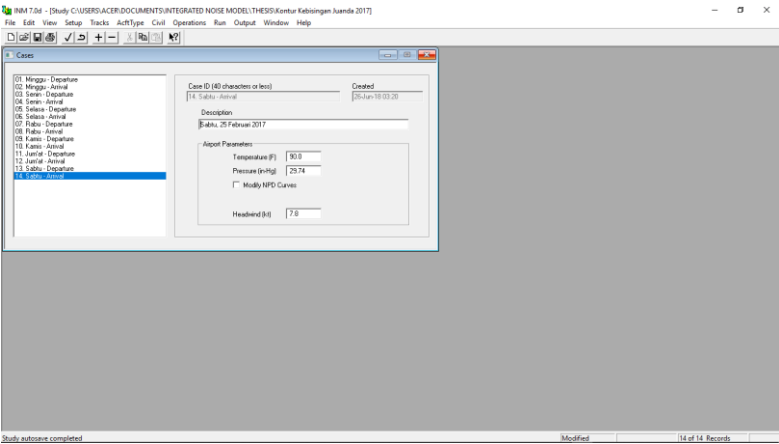 INM 7.0d - [Study C:\USERS\ACER\DOCUMENTS\INTEGRATED NOISE MODEL\THESIS\Kontur Kebisingan Juanda 2017]
File Edit View Setup Tracks AcftType Civil Operations Run Output Window Help
Cases
01. Minggu - Departure
02. Minggu - Arrival
03. Senin - Departure
04. Senin - Arrival
05. Selasa - Departure
06. Selasa - Arrival
07. Rabu - Departure
08. Rabu - Arrival
09. Kamis - Departure
10. Kamis - Arrival
11. Jum'at - Departure
12. Jum'at - Arrival
13. Sabtu - Departure
14. Sabtu - Arrival
Case ID (40 characters or less) Created
14. Sabtu - Arrival 26-Jun-18 03:20
Description
Sabtu, 25 Februari 2017
Airport Parameters
Temperature (F) 90.0
Pressure (in-Hg) 29.74
Modify NPD Curves
Headwind (kt) 7.8
Study autosave completed Modified 14 of 14 Records